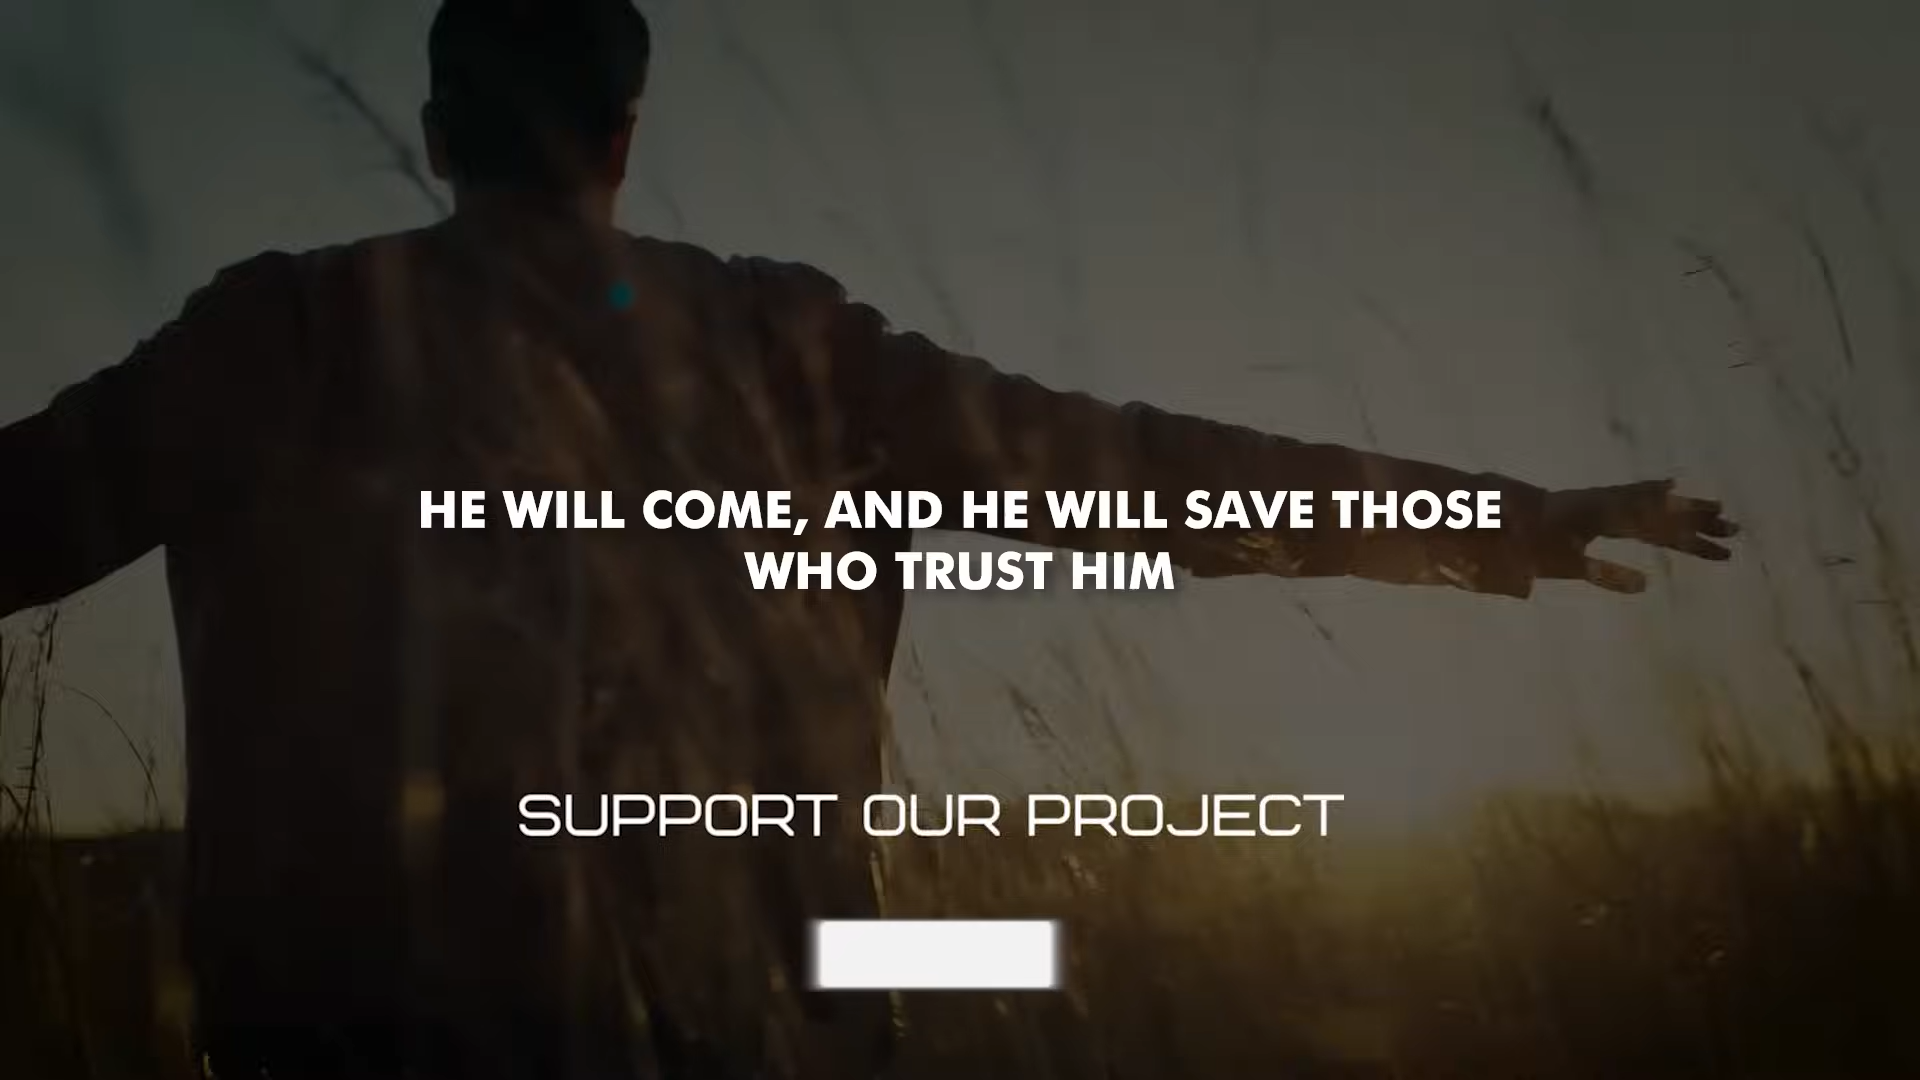 HE WILL COME, AND HE WILL SAVE THOSE
WHO TRUST HIM
SUPPORT OUR PROJECT